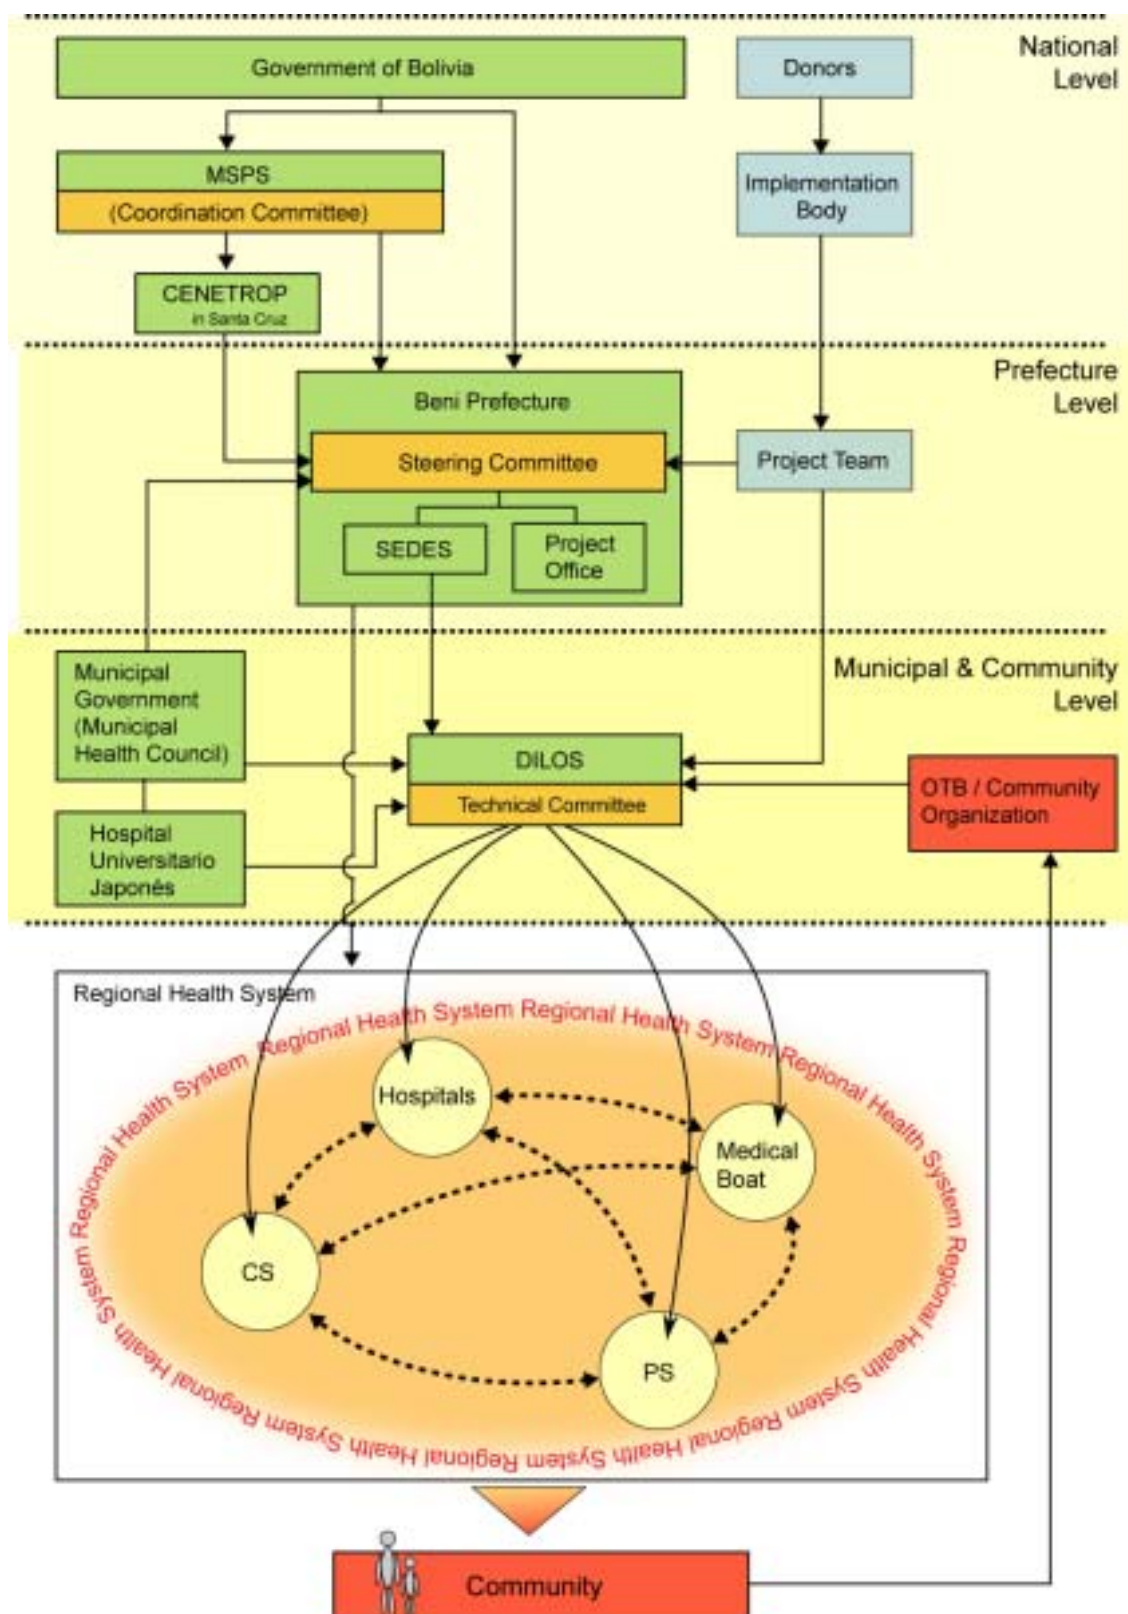 National
Level
Government of Bolivia
Donors
MSPS
(Coordination Committee)
Implementation
Body
CENETROP
in Santa Cruz
Prefecture
Level
Beni Prefecture
Steering Committee
Project Team
SEDES
Project
Office
Municipal & Community
Level
Municipal
Government
(Municipal
Health Council)
DILOS
Technical Committee
OTB / Community
Organization
Hospital
Universitario
Japonés
Regional Health System
Regional Health System Regional Health System Regional Health System Regional Health System Regional Health System Regional Health System Regional Health System Regional Health System
Hospitals
Medical
Boat
CS
PS
Community